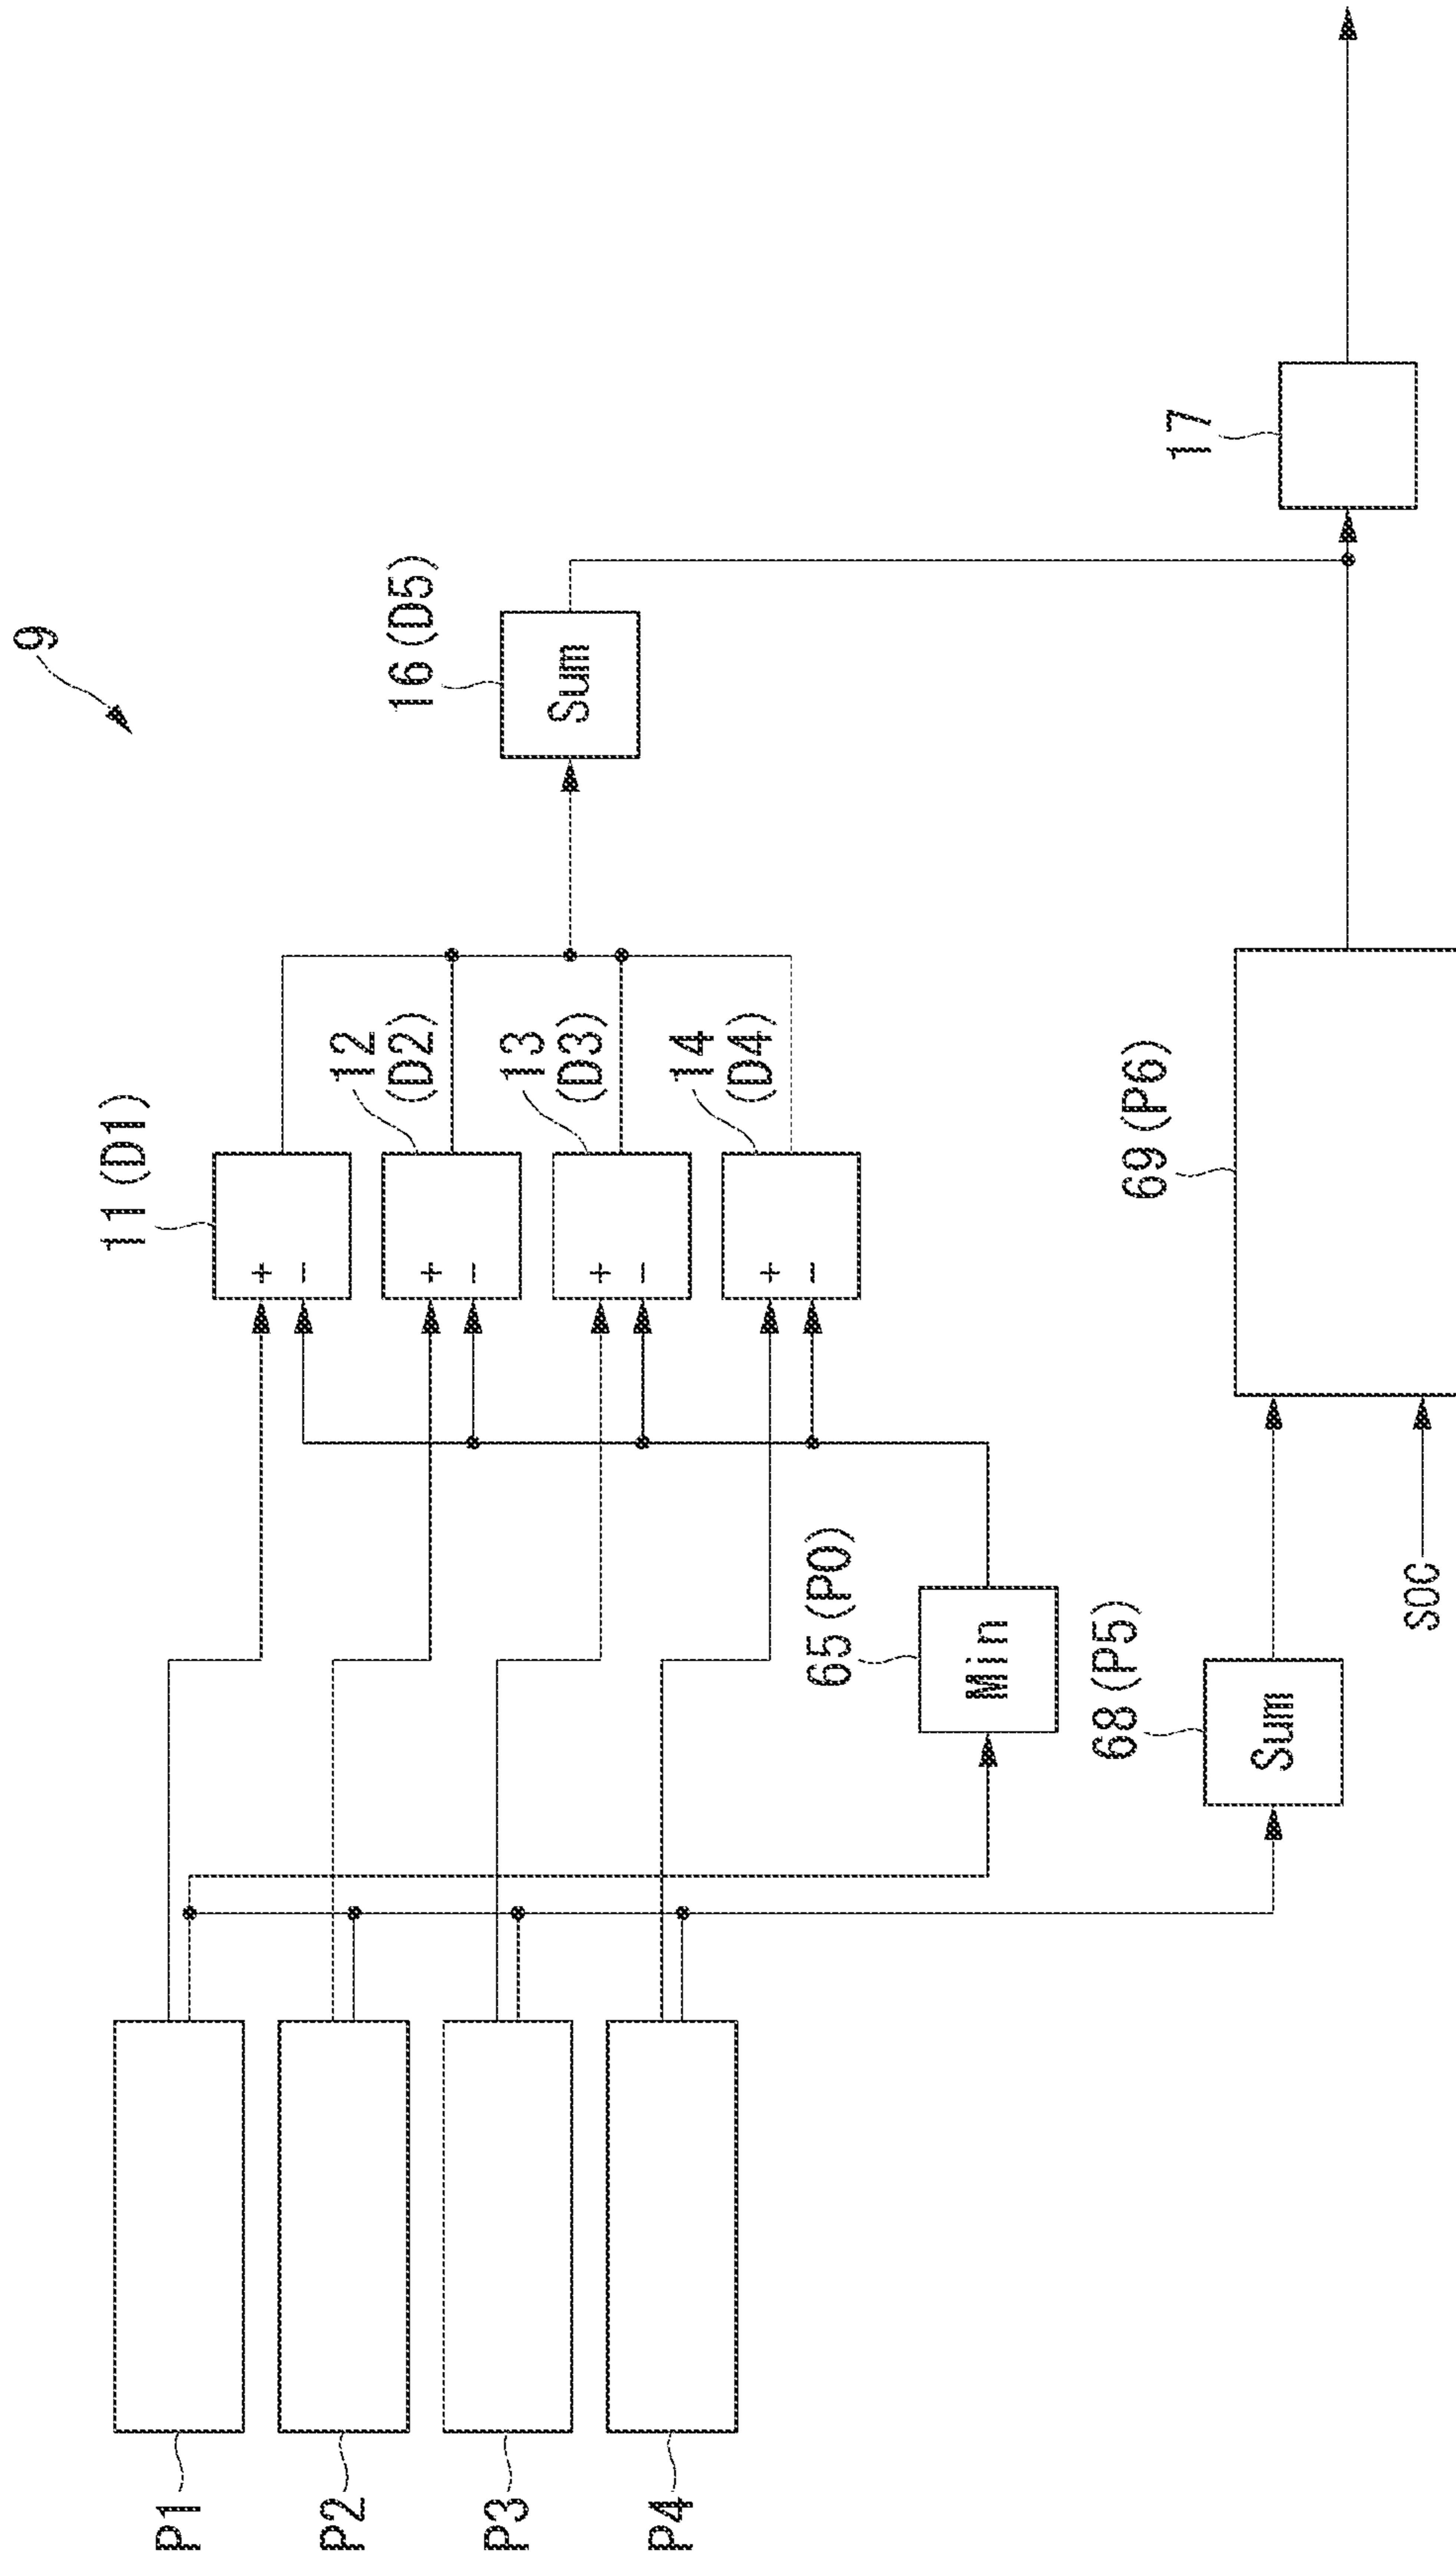 9
P1
P2
P3
P4
11 (D1)
+
-
12
(D2)
+
-
13
(D3)
+
-
14
(D4)
+
-
16 (D5)
Sum
65 (P0)
Min
68 (P5)
Sum
SOC
69 (P6)
17